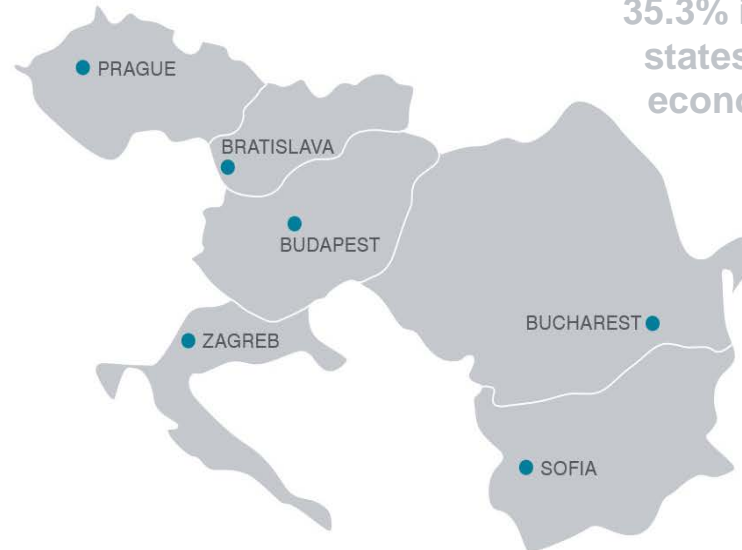 35.3%
states
PRAGUE
BRATISLAVA
BUDAPEST
ZAGREB
BUCHAREST
SOFIA